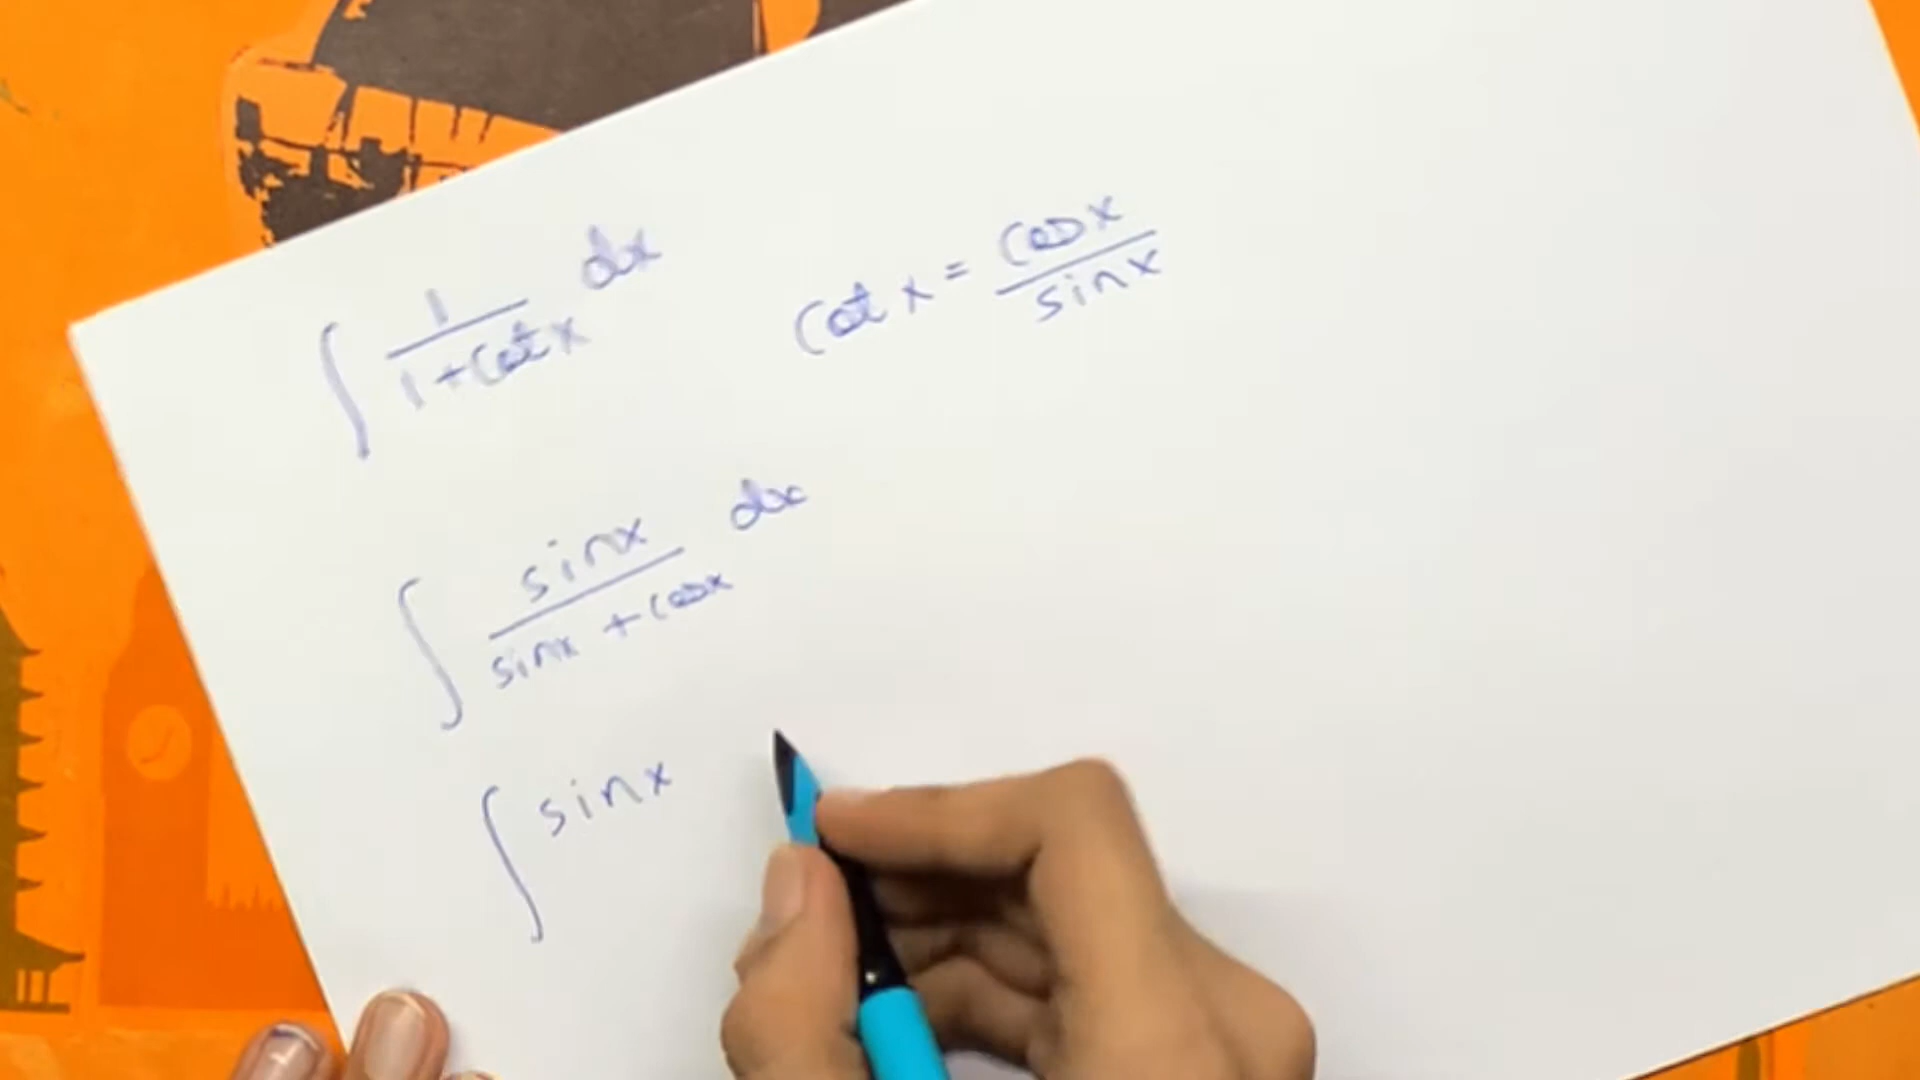 ∫ 1/(1+cot x) dx
cot x = cos x/sin x
∫ sin x/(sin x + cos x) dx
∫ sin x